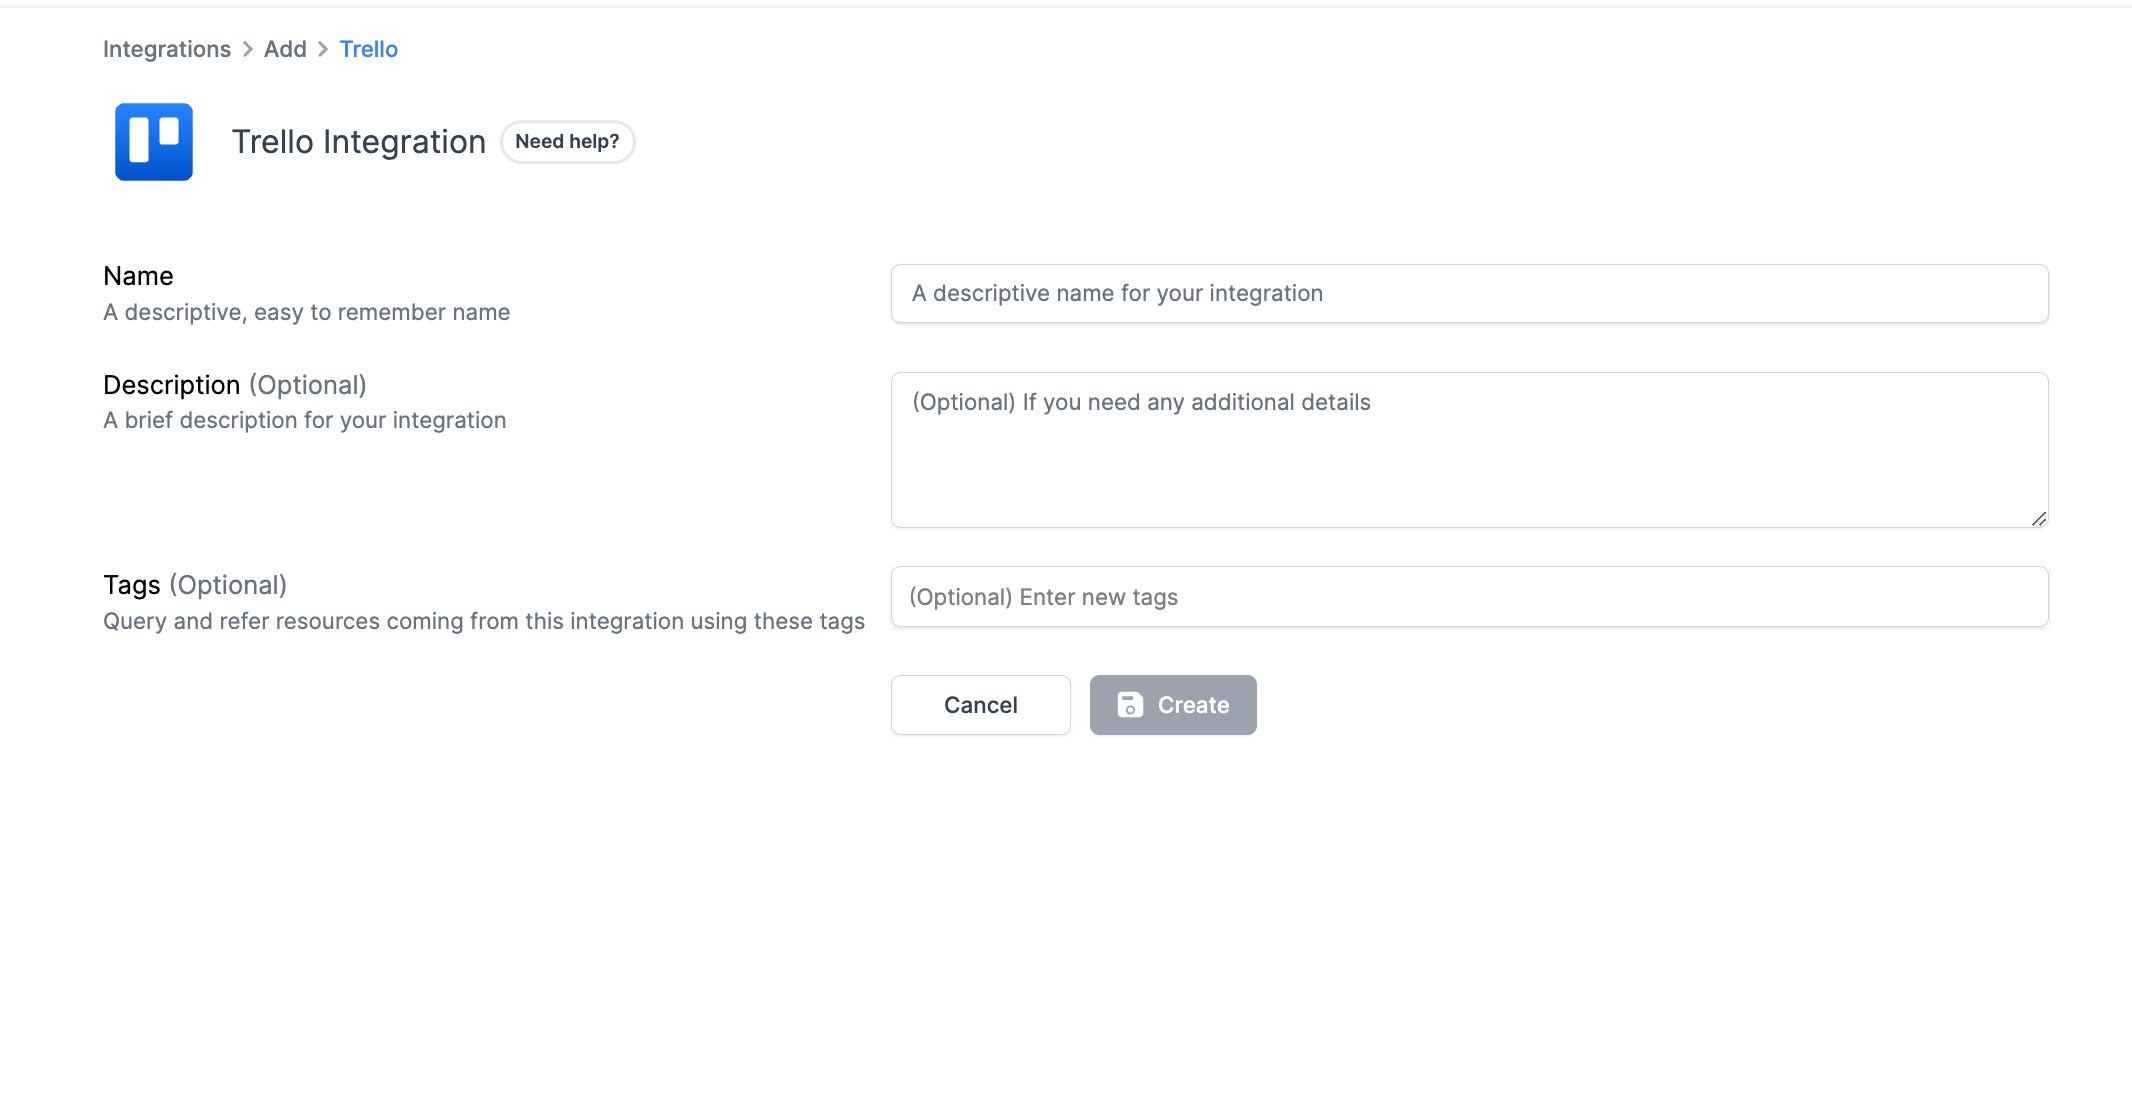 Integrations > Add > Trello
Trello Integration Need help?
Name
A descriptive, easy to remember name
A descriptive name for your integration
Description (Optional)
A brief description for your integration
(Optional) If you need any additional details
Tags (Optional)
Query and refer resources coming from this integration using these tags
(Optional) Enter new tags
Cancel Create